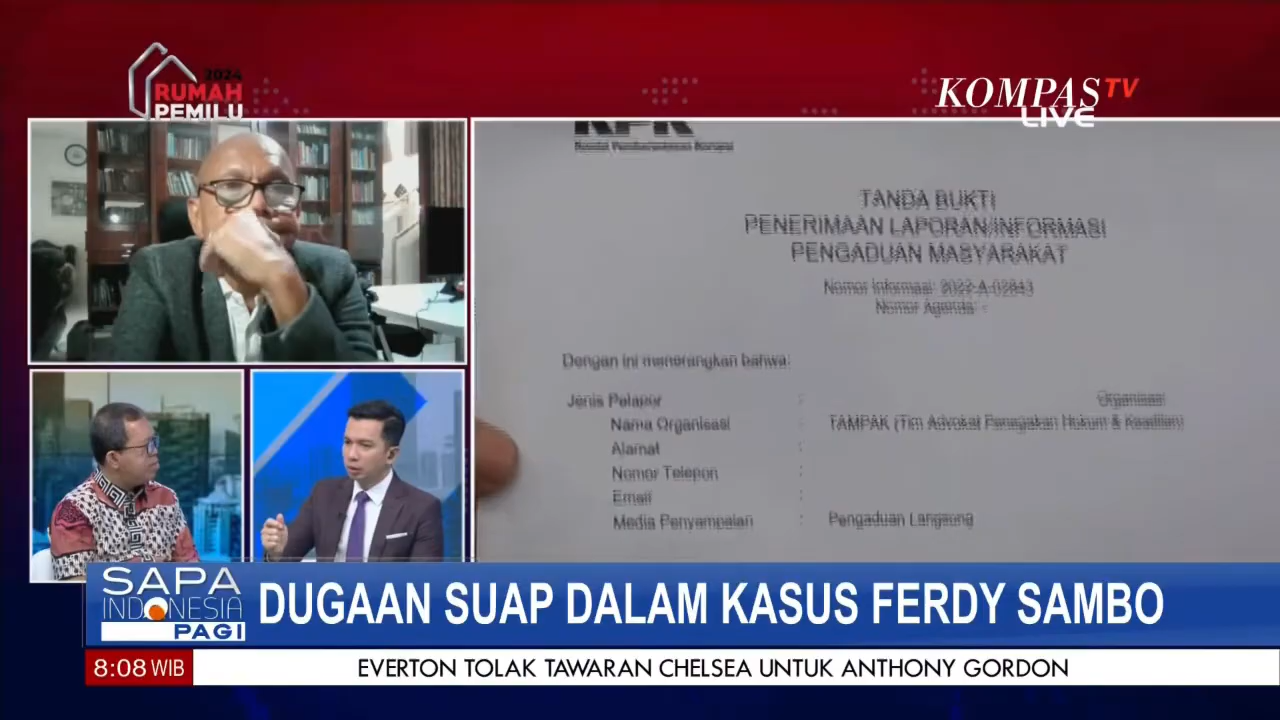 2024
RUMAH
PEMILU
KOMPAS TV
LIVE
KPK
Komisi Pemberantasan Korupsi
TANDA BUKTI
PENERIMAAN LAPORAN/INFORMASI
PENGADUAN MASYARAKAT
Nomor Informasi: 2022-A-02843
Nomor Agenda: -
Dengan ini menerangkan bahwa:
Jenis Pelapor : Organisasi
Nama Organisasi : TAMPAK (Tim Advokat Penegakan Hukum & Keadilan)
Alamat :
Nomor Telepon :
Email :
Media Penyampaian : Pengaduan Langsung
SAPA
INDONESIA
PAGI
DUGAAN SUAP DALAM KASUS FERDY SAMBO
8:08 WIB
EVERTON TOLAK TAWARAN CHELSEA UNTUK ANTHONY GORDON